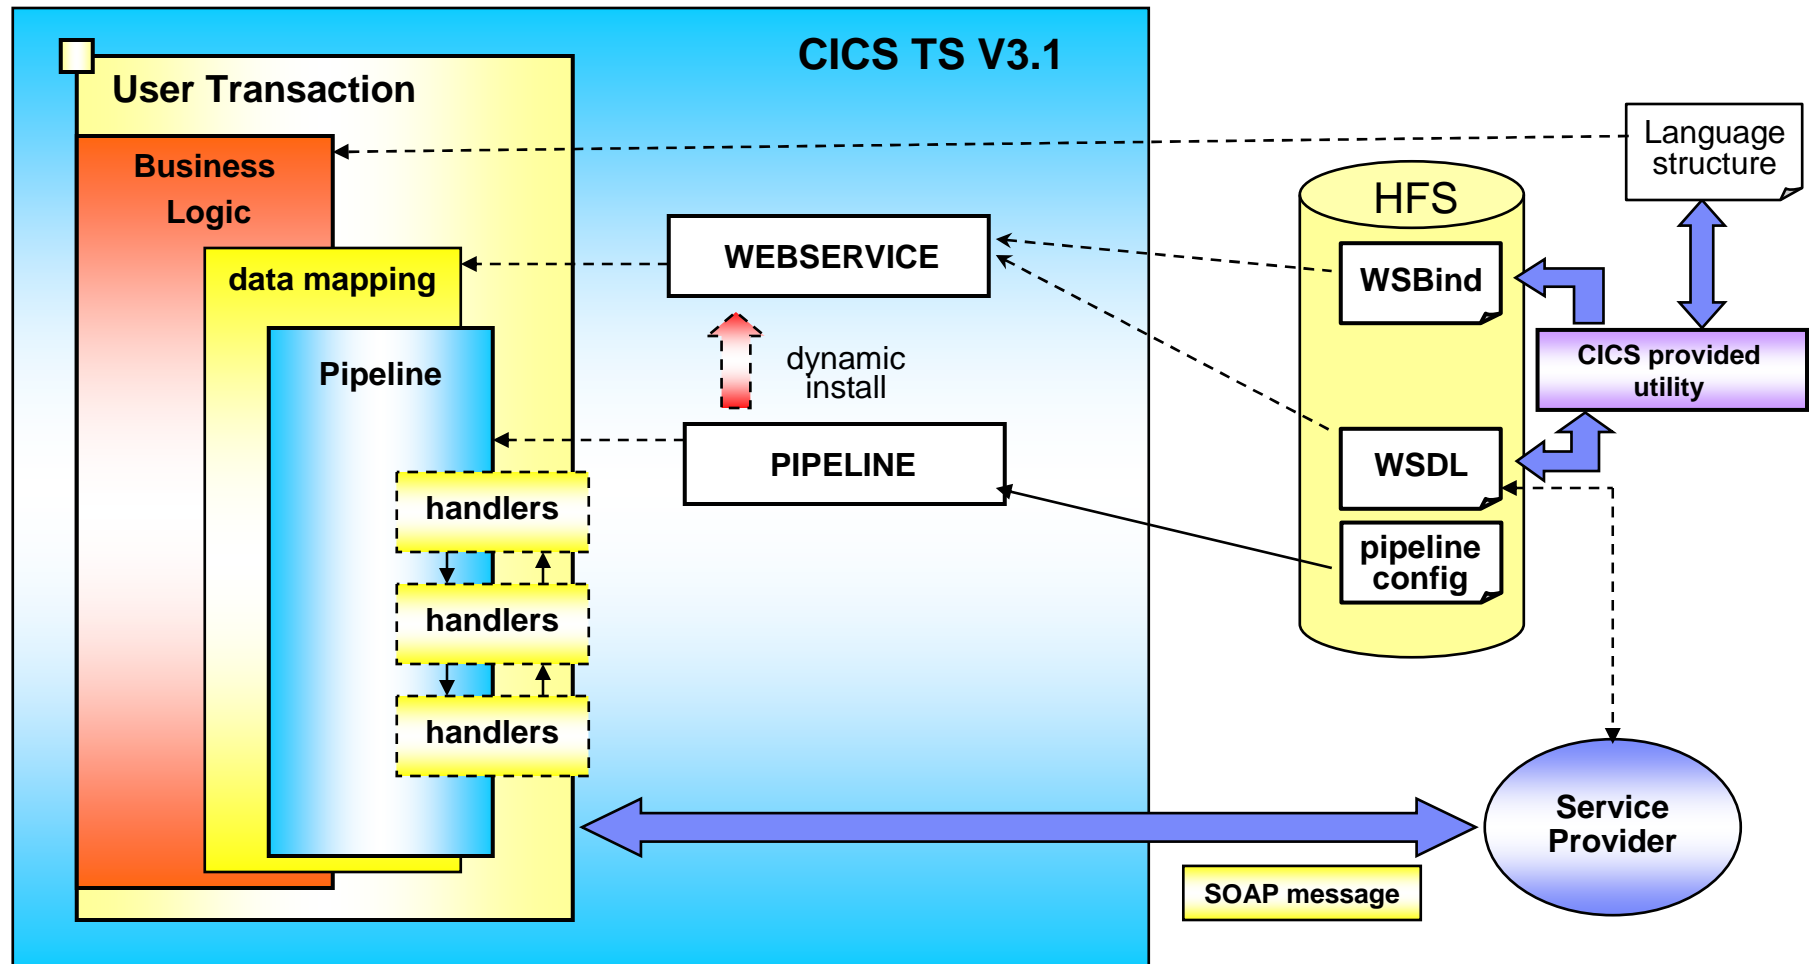 CICS TS V3.1
User Transaction
Business
Logic
data mapping
Pipeline
handlers
handlers
handlers
WEBSERVICE
dynamic
install
PIPELINE
HFS
WSBind
WSDL
pipeline
config
Language
structure
CICS provided
utility
Service
Provider
SOAP message